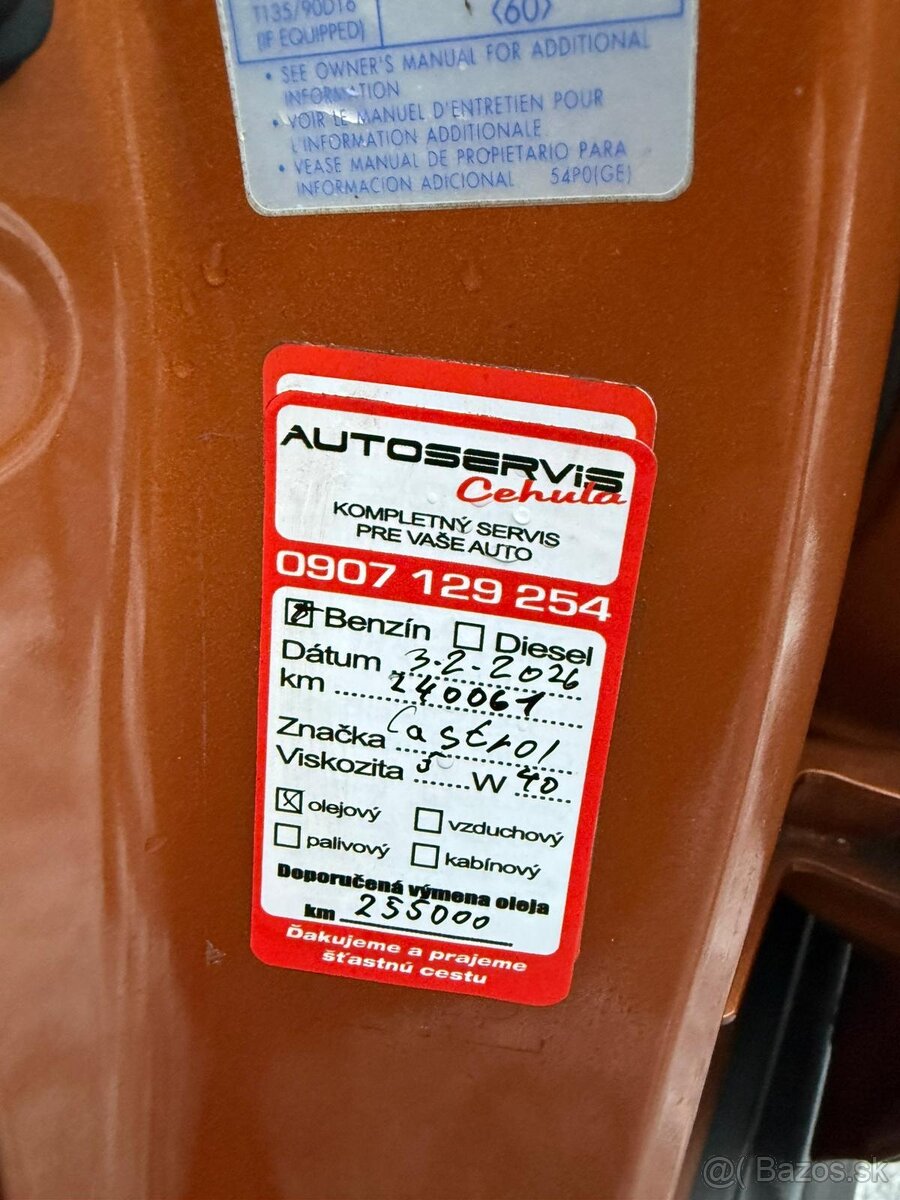 T135/90D16
(IF EQUIPPED)
(60)
• SEE OWNER'S MANUAL FOR ADDITIONAL
INFORMATION
• VOIR LE MANUEL D'ENTRETIEN POUR
L'INFORMATION ADDITIONALE.
• VEASE MANUAL DE PROPIETARIO PARA
INFORMACION ADICIONAL 54P0(GE)
AUTOSERViS
Cehula
KOMPLETNÝ SERVIS
PRE VAŠE AUTO
0907 129 254
Benzín Diesel
Dátum 3.2.2026
km 240061
Značka Castrol
Viskozita 5 W 40
olejový vzduchový
palivový kabínový
Doporučená výmena oleja
km 255000
Ďakujeme a prajeme
šťastnú cestu
@( Bazos.sk